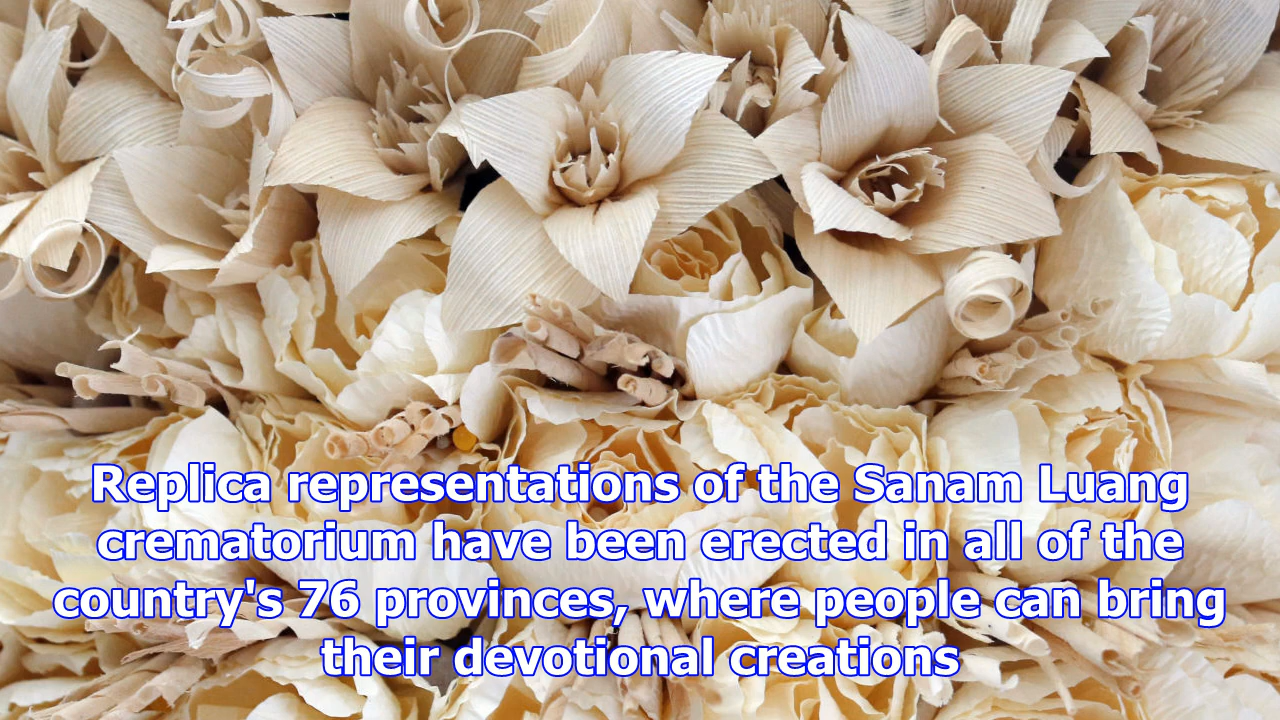 Replica representations of the Sanam Luang
crematorium have been erected in all of the
country's 76 provinces, where people can bring
their devotional creations